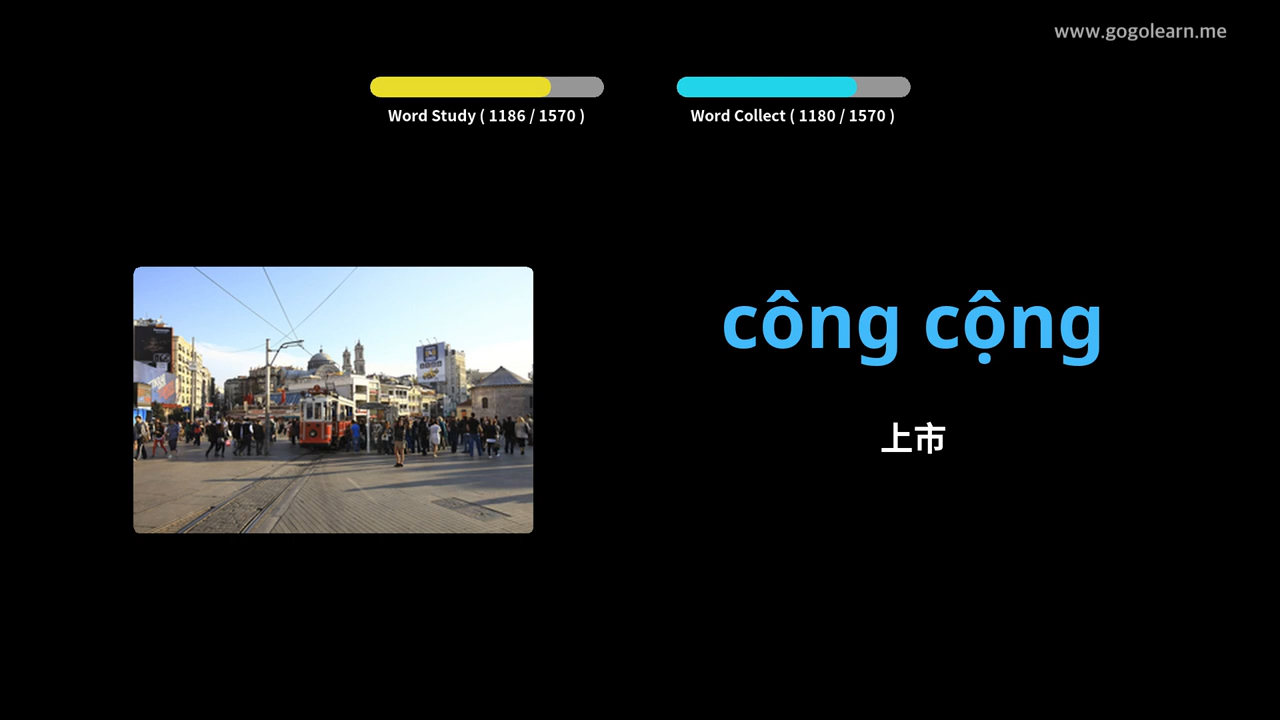 www.gogolearn.me
Word Study ( 1186 / 1570 )
Word Collect ( 1180 / 1570 )
công cộng
上市